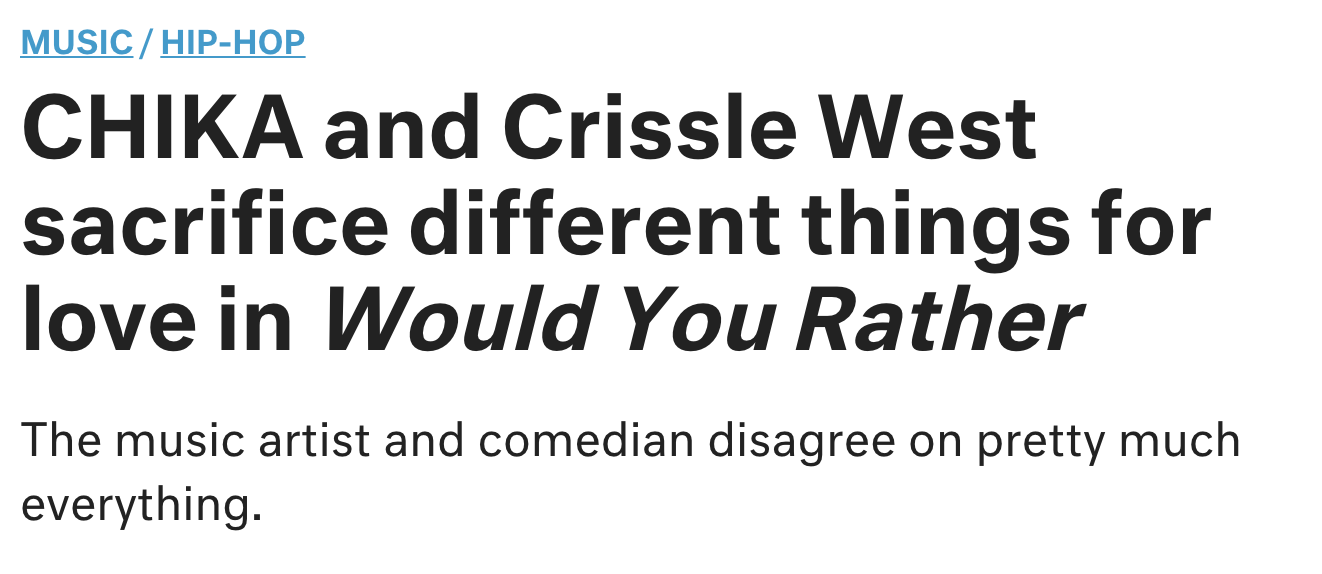 MUSIC / HIP-HOP
CHIKA and Crissle West
sacrifice different things for
love in Would You Rather
The music artist and comedian disagree on pretty much
everything.